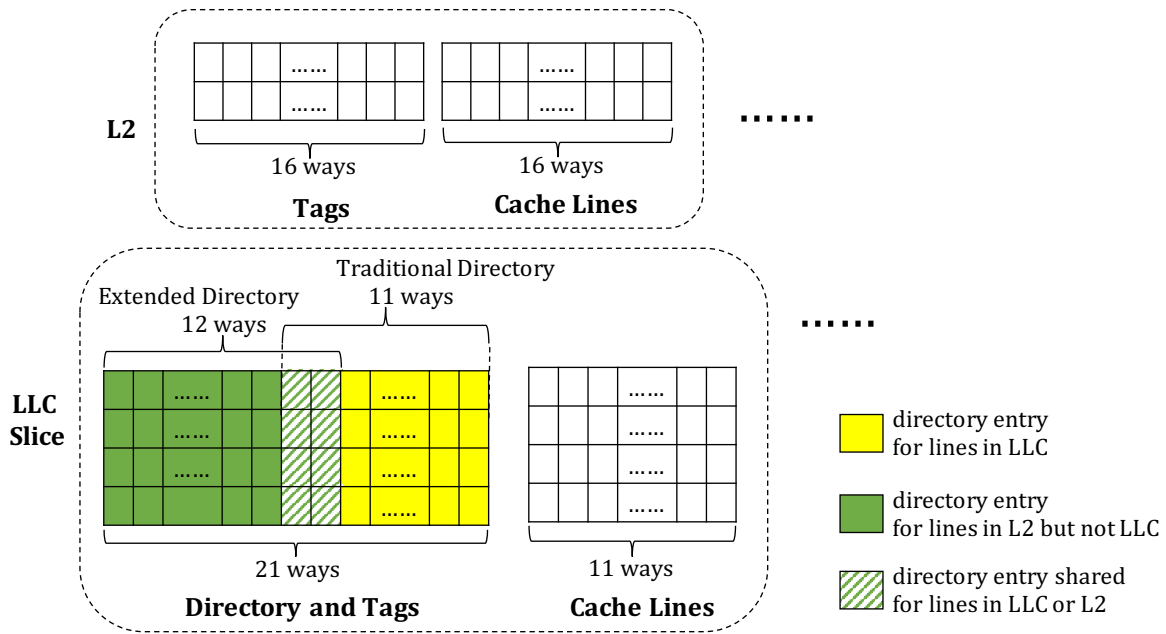 L2
……
……
……
……
16 ways
16 ways
Tags
Cache Lines
……
Traditional Directory
11 ways
Extended Directory
12 ways
……
LLC
Slice
……
……
……
……
……
……
……
……
……
……
……
21 ways
11 ways
Directory and Tags
Cache Lines
directory entry
for lines in LLC
directory entry
for lines in L2 but not LLC
directory entry shared
for lines in LLC or L2